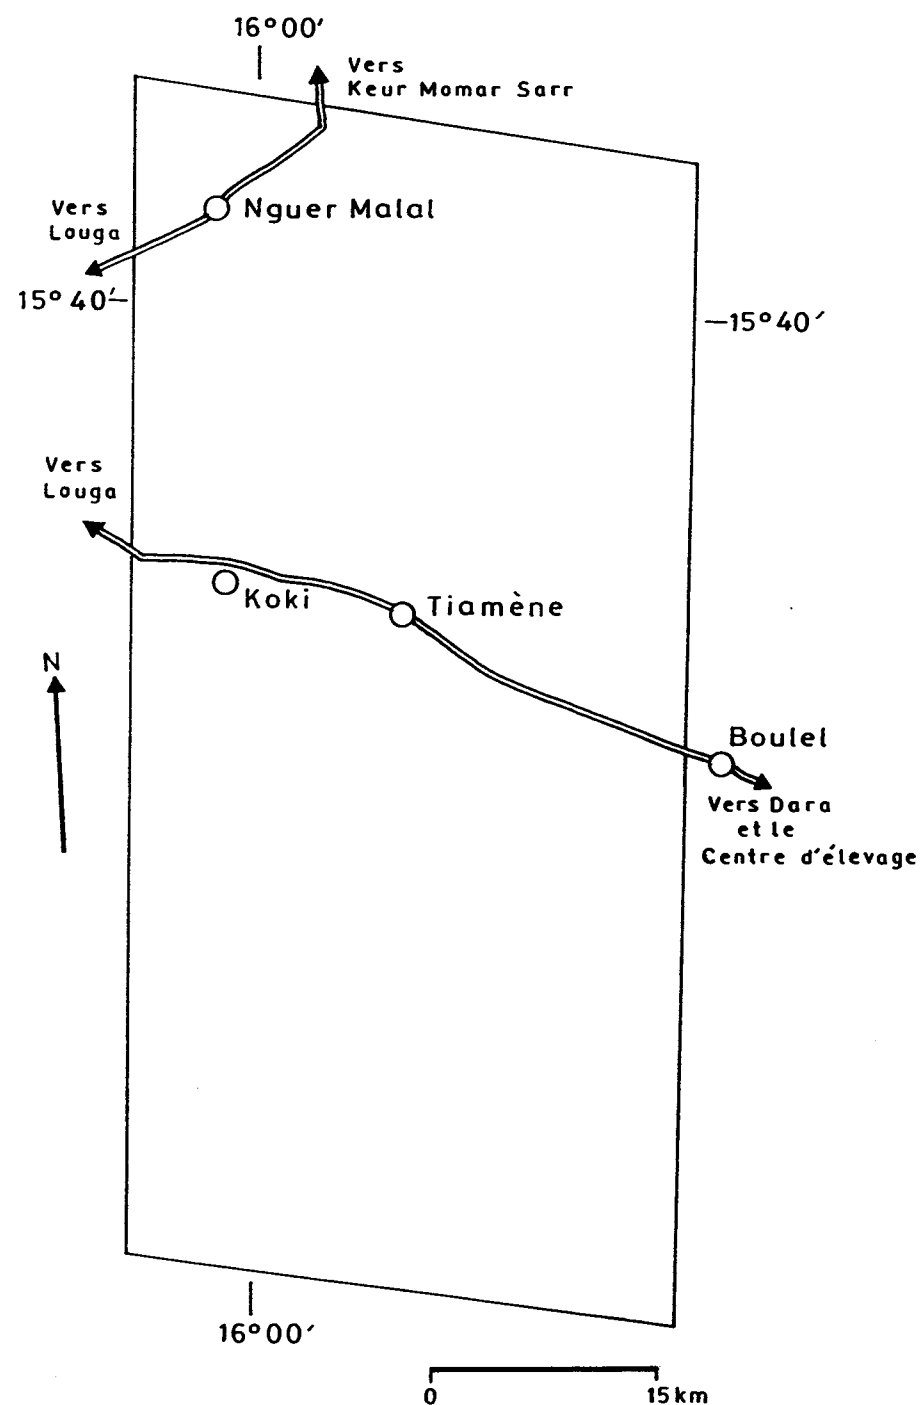 16°00′
Vers
Keur Momar Sarr
Vers
Louga
Nguer Malal
15°40′
15°40′
Vers
Louga
Koki
Tiamène
N
Boulel
Vers Dara
et le
Centre d'élevage
16°00′
0
15 km